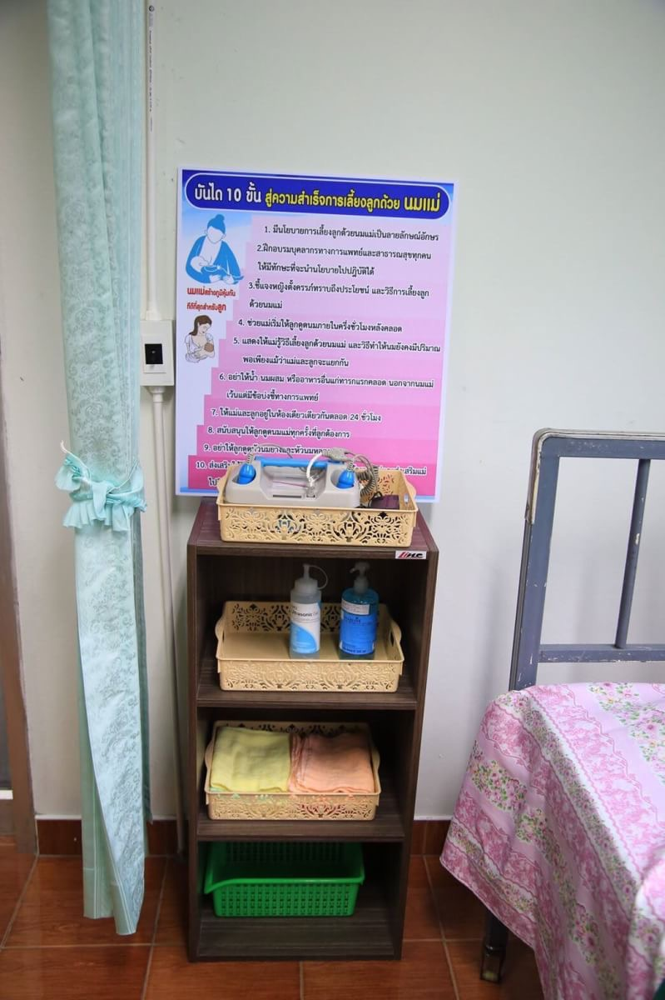 บันได 10 ขั้น สู่ความสำเร็จการเลี้ยงลูกด้วย นมแม่
1. มีนโยบายการเลี้ยงลูกด้วยนมแม่เป็นลายลักษณ์อักษร
2.ฝึกอบรมบุคลากรทางการแพทย์และสาธารณสุขทุกคน
ให้มีทักษะที่จะนำนโยบายไปปฏิบัติได้
3.ชี้แจงหญิงตั้งครรภ์ทราบถึงประโยชน์ และวิธีการเลี้ยงลูก
ด้วยนมแม่
นมแม่สร้างภูมิคุ้มกัน
ที่ดีที่สุดสำหรับลูก
4. ช่วยแม่เริ่มให้ลูกดูดนมภายในครึ่งชั่วโมงหลังคลอด
5. แสดงให้แม่รู้วิธีเลี้ยงลูกด้วยนมแม่ และวิธีทำให้นมยังคงมีปริมาณ
พอเพียงแม้ว่าแม่และลูกจะแยกกัน
6. อย่าให้น้ำ นมผสม หรืออาหารอื่นแก่ทารกแรกคลอด นอกจากนมแม่
เว้นแต่มีข้อบ่งชี้ทางการแพทย์
7. ให้แม่และลูกอยู่ในห้องเดียวเดียวกันตลอด 24 ชั่วโมง
8. สนับสนุนให้ลูกดูดนมแม่ทุกครั้งที่ลูกต้องการ
9. อย่าให้ลูกดูดหัวนมยางและหัวนมหลอก
10. ส่งเสริมให้
Line
Ultrasonic Gel